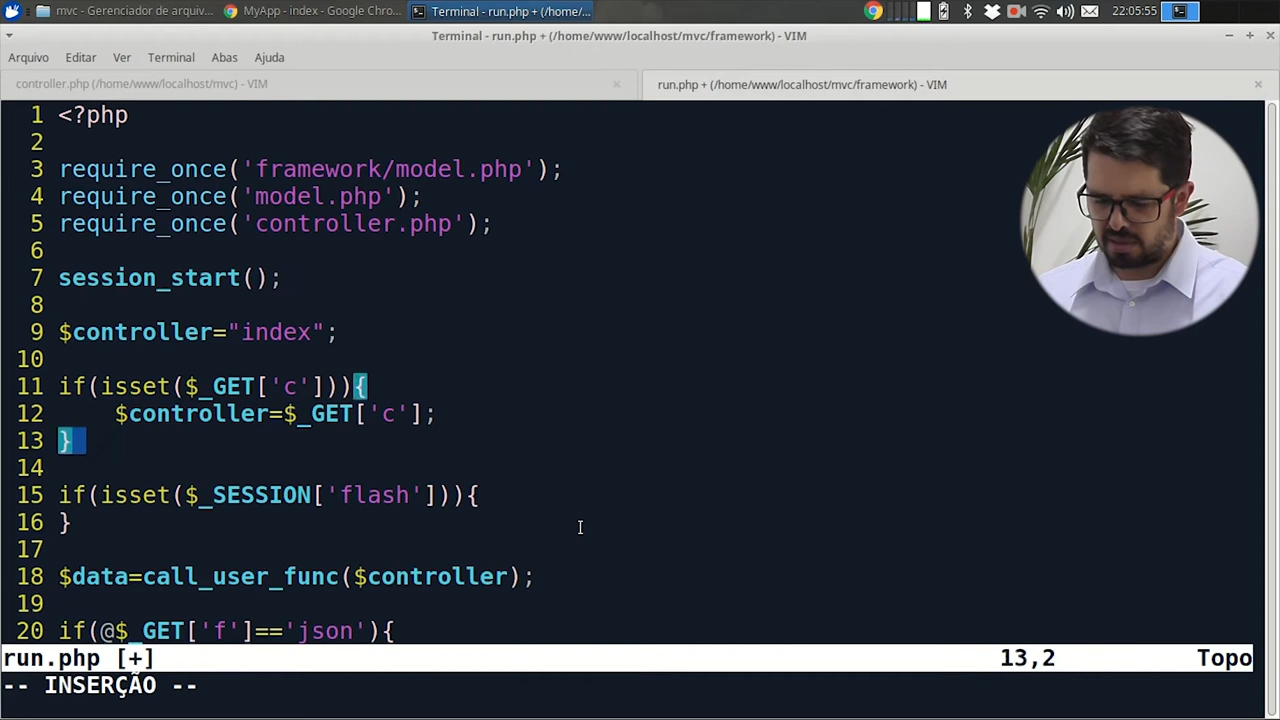 mvc - Gerenciador de arquiv...
MyApp - index - Google Chro...
Terminal - run.php + (/home/...
22:05:55
Terminal - run.php + (/home/www/localhost/mvc/framework) - VIM
Arquivo Editar Ver Terminal Abas Ajuda
controller.php (/home/www/localhost/mvc) - VIM
run.php + (/home/www/localhost/mvc/framework) - VIM
1 <?php
2
3 require_once('framework/model.php');
4 require_once('model.php');
5 require_once('controller.php');
6
7 session_start();
8
9 $controller="index";
10
11 if(isset($_GET['c'])){
12 $controller=$_GET['c'];
13 }
14
15 if(isset($_SESSION['flash'])){
16 }
17
18 $data=call_user_func($controller);
19
20 if(@$_GET['f']=='json'){
run.php [+] 13,2 Topo
-- INSERÇÃO --